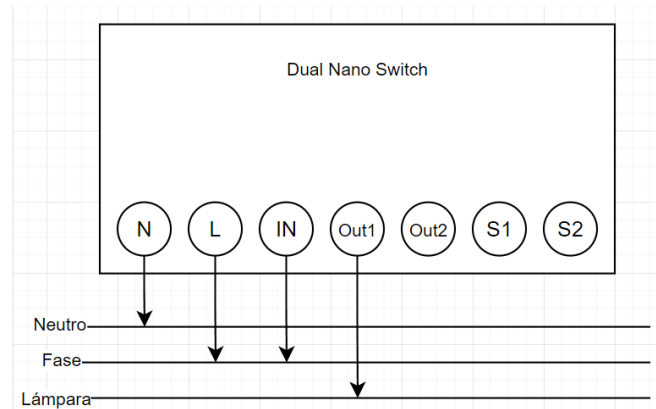 Dual Nano Switch
N L IN Out1 Out2 S1 S2
Neutro
Fase
Lámpara